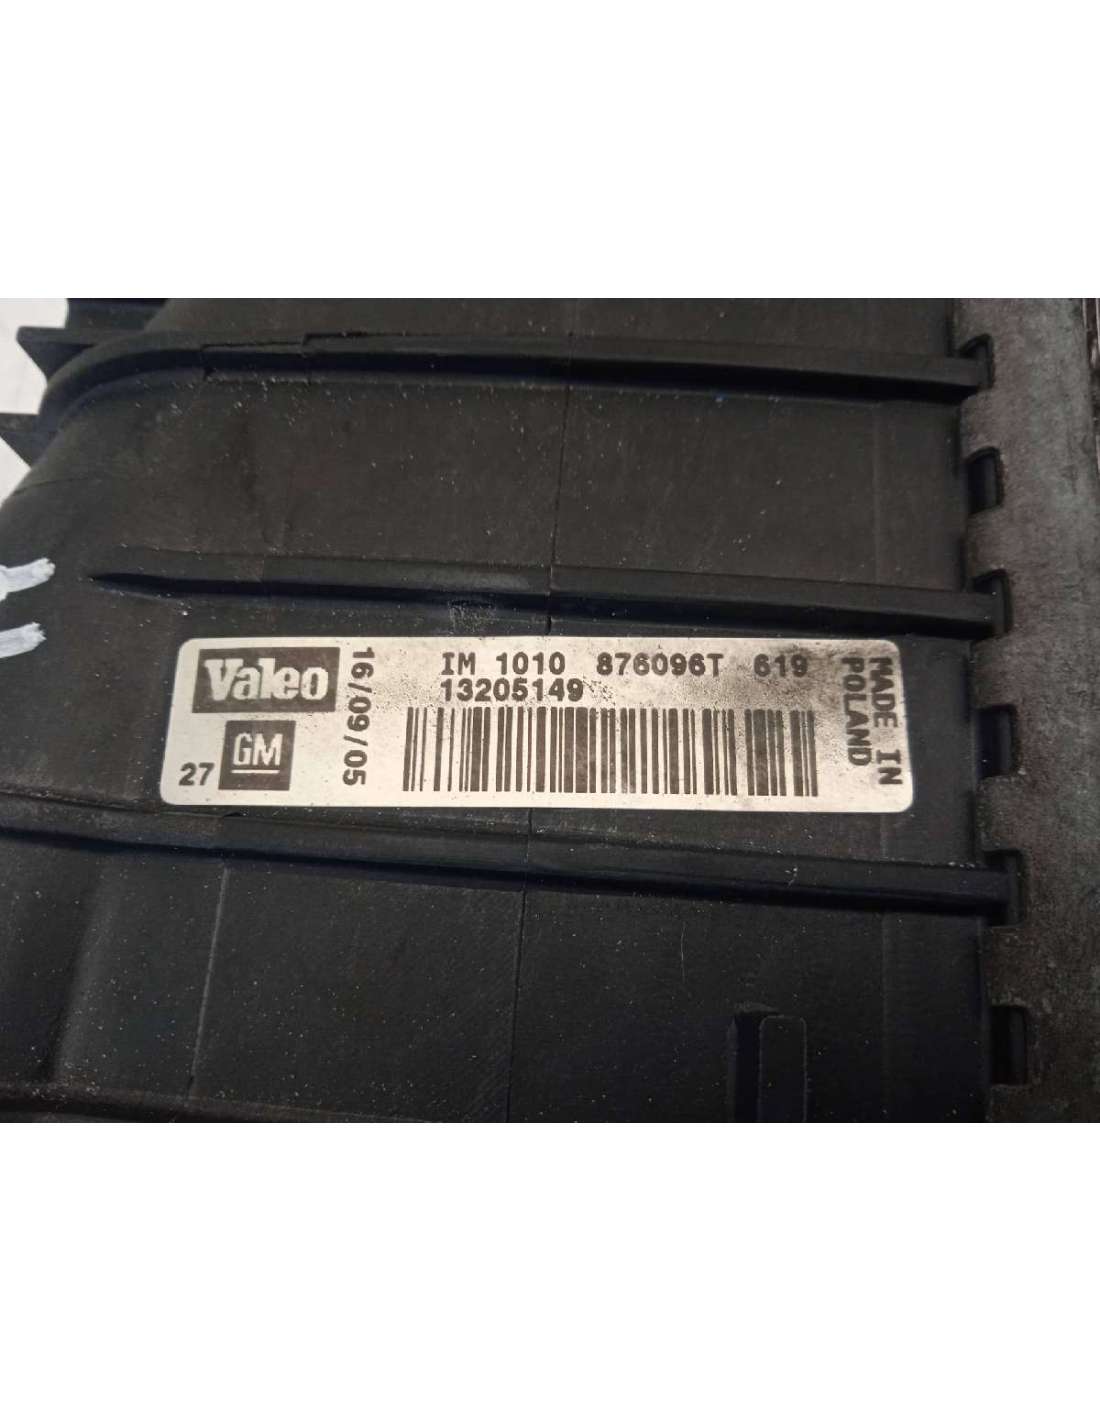 Valeo
GM
27
16/09/05
IM 1010 876096T 619
13205149
MADE IN
POLAND